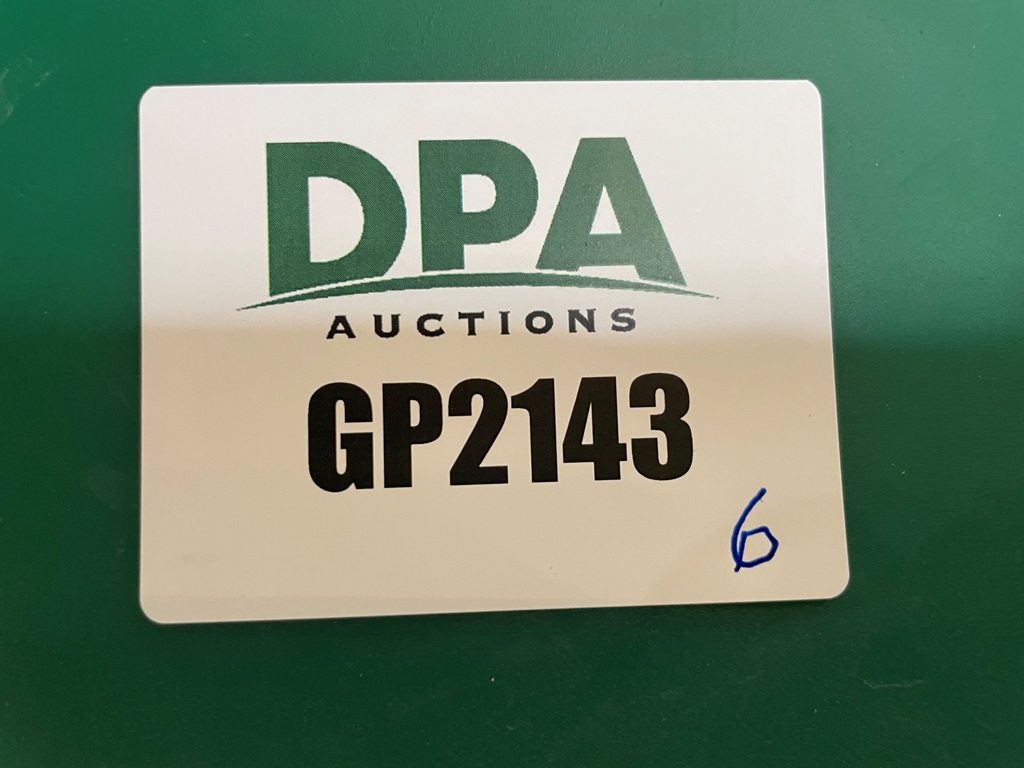 DPA
AUCTIONS
GP2143
6